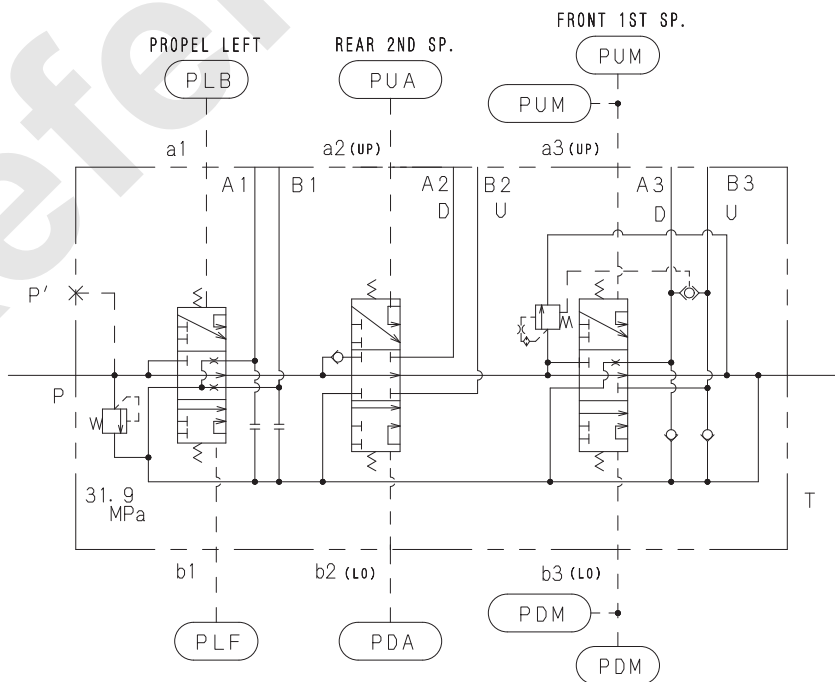 FRONT 1ST SP.
PROPEL LEFT
REAR 2ND SP.
PUM
PLB
PUA
PUM
a1
a2 (UP)
a3 (UP)
A1
B1
A2
B2
A3
B3
D
U
D
U
P'
P
31.9
MPa
T
b1
b2 (LO)
b3 (LO)
PDM
PLF
PDA
PDM